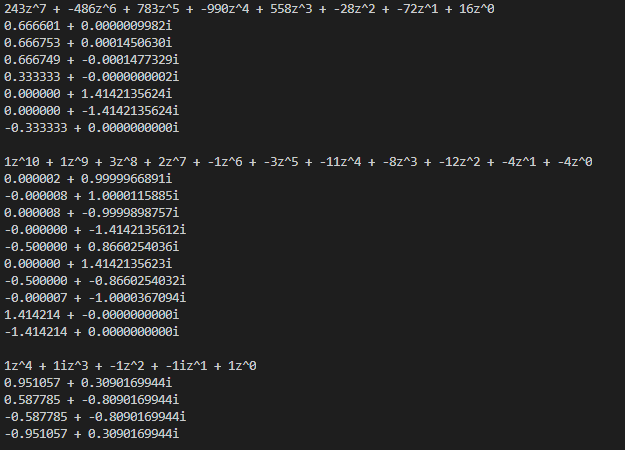 243z^7 + -486z^6 + 783z^5 + -990z^4 + 558z^3 + -28z^2 + -72z^1 + 16z^0
0.666601 + 0.0000009982i
0.666753 + 0.0001450630i
0.666749 + -0.0001477329i
0.333333 + -0.0000000002i
0.000000 + 1.4142135624i
0.000000 + -1.4142135624i
-0.333333 + 0.0000000000i
1z^10 + 1z^9 + 3z^8 + 2z^7 + -1z^6 + -3z^5 + -11z^4 + -8z^3 + -12z^2 + -4z^1 + -4z^0
0.000002 + 0.9999966891i
-0.000008 + 1.0000115885i
0.000008 + -0.9999898757i
-0.000000 + -1.4142135612i
-0.500000 + 0.8660254036i
0.000000 + 1.4142135623i
-0.500000 + -0.8660254032i
-0.000007 + -1.0000367094i
1.414214 + -0.0000000000i
-1.414214 + 0.0000000000i
1z^4 + 1iz^3 + -1z^2 + -1iz^1 + 1z^0
0.951057 + 0.3090169944i
0.587785 + -0.8090169944i
-0.587785 + -0.8090169944i
-0.951057 + 0.3090169944i